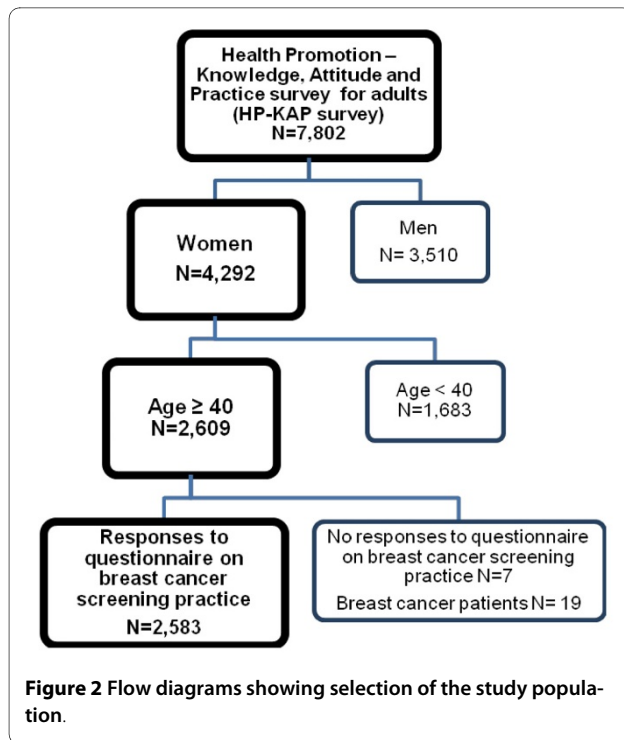 Health Promotion –
Knowledge, Attitude and
Practice survey for adults
(HP-KAP survey)
N=7,802
Women
N=4,292
Men
N= 3,510
Age ≥ 40
N=2,609
Age < 40
N=1,683
Responses to
questionnaire on
breast cancer
screening practice
N=2,583
No responses to questionnaire
on breast cancer screening
practice N=7
Breast cancer patients N= 19
Figure 2 Flow diagrams showing selection of the study popula-
tion.